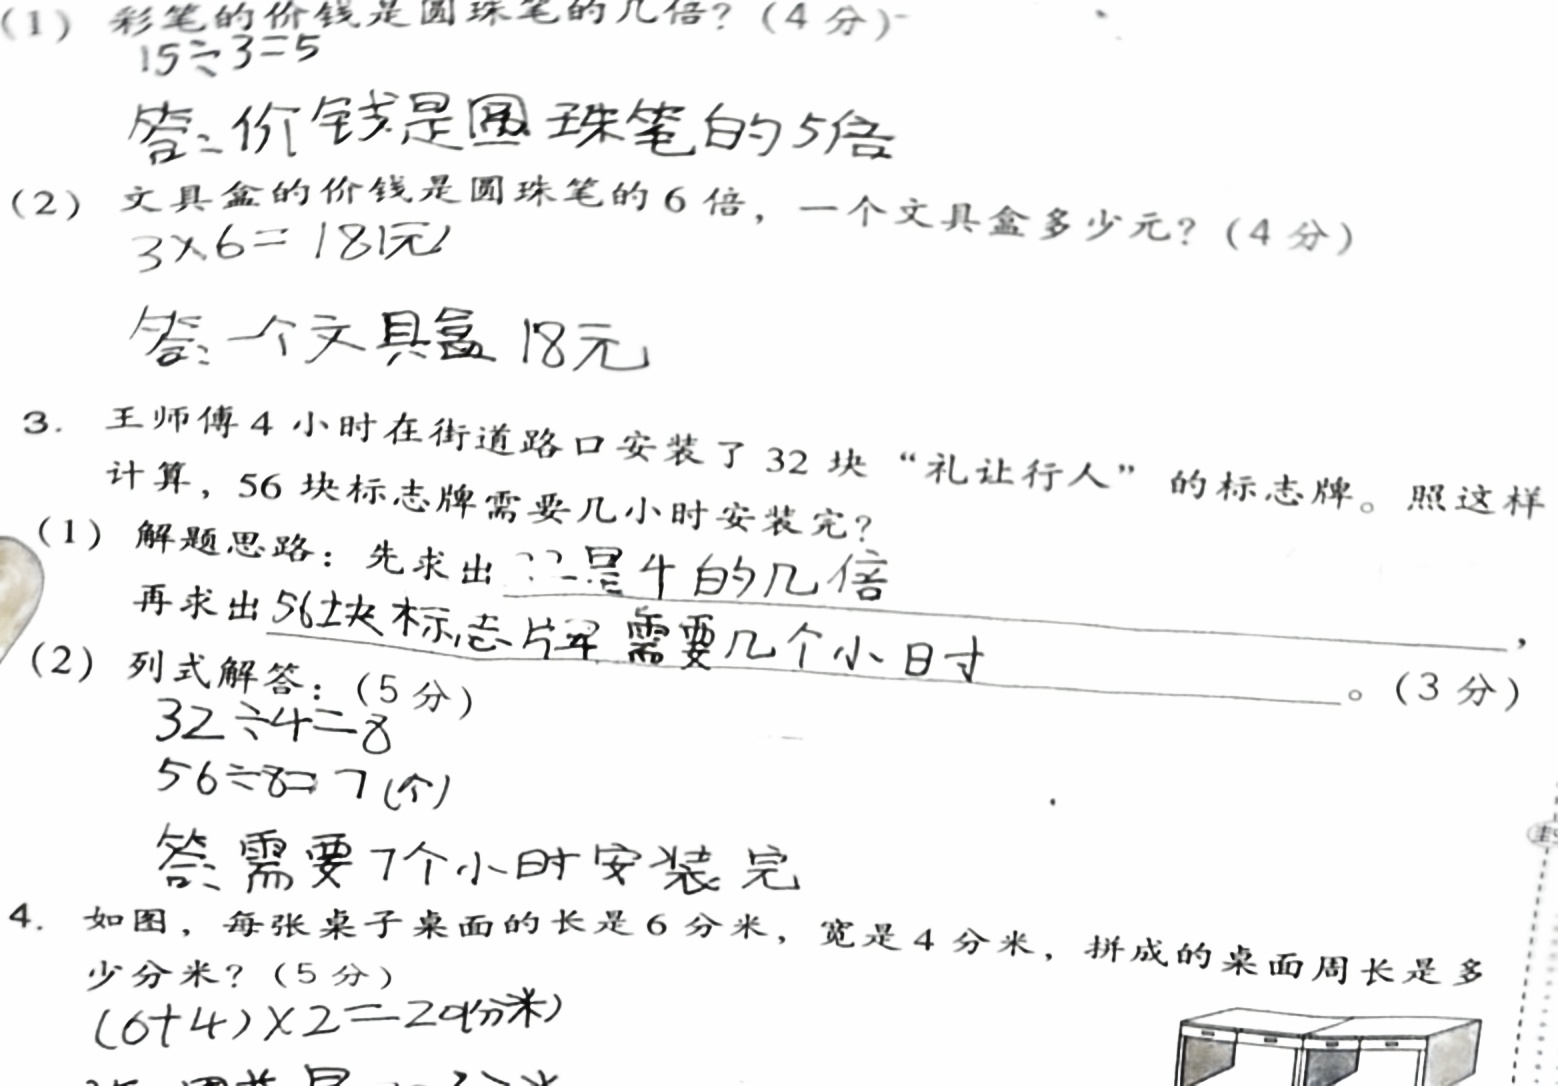 (1) 彩笔的价钱是圆珠笔的几倍？(4分)
15÷3=5
答：价钱是圆珠笔的5倍
(2) 文具盒的价钱是圆珠笔的6倍，一个文具盒多少元？(4分)
3×6=18(元)
答：一个文具盒18元
3. 王师傅4小时在街道路口安装了32块“礼让行人”的标志牌。照这样
计算，56块标志牌需要几小时安装完？
(1) 解题思路：先求出32是4的几倍，
再求出56块标志牌需要几个小时。(3分)
(2) 列式解答：(5分)
32÷4=8
56÷8=7(个)
答：需要7个小时安装完
4. 如图，每张桌子桌面的长是6分米，宽是4分米，拼成的桌面周长是多
少分米？(5分)
(6+4)×2=20(分米)